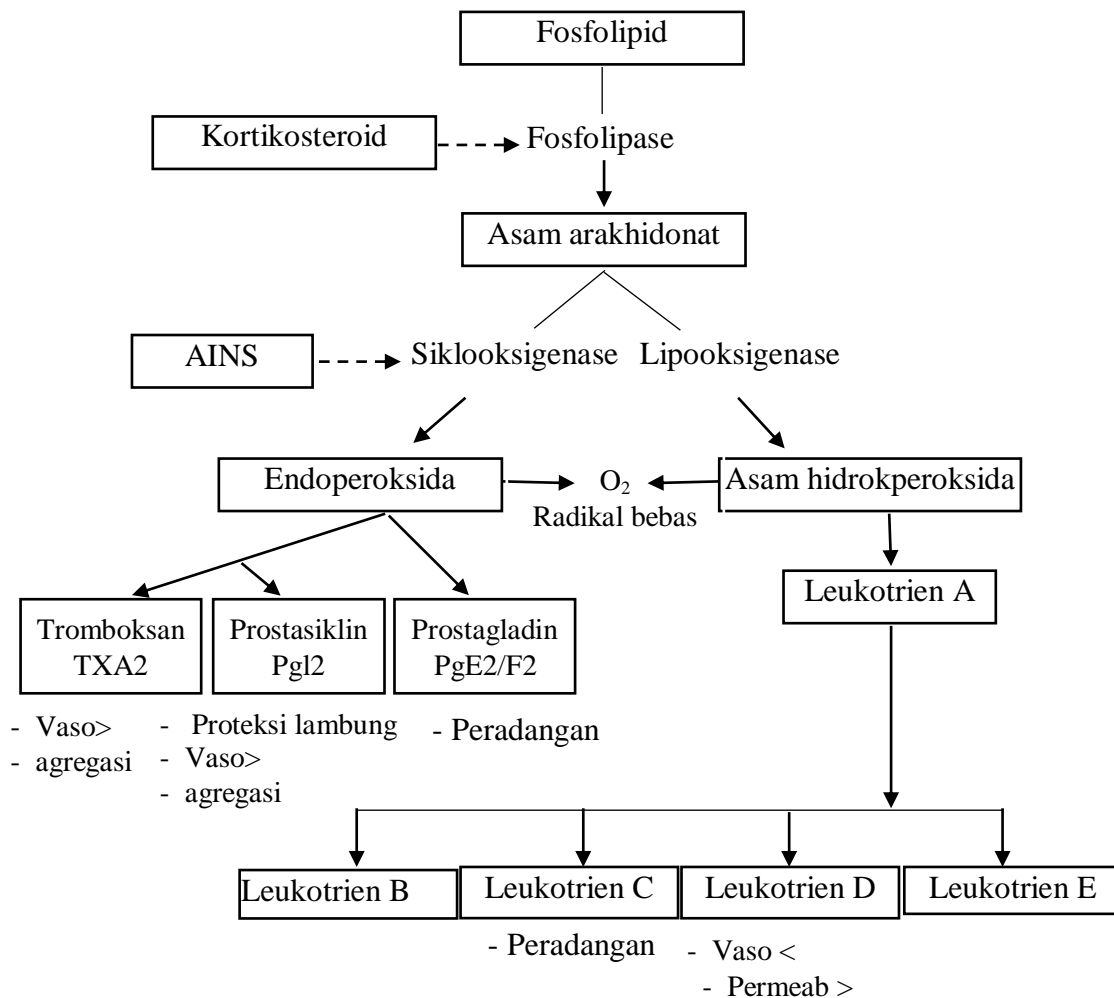 Fosfolipid
Kortikosteroid
Fosfolipase
Asam arakhidonat
AINS
Siklooksigenase
Lipooksigenase
Endoperoksida
O₂
Radikal bebas
Asam hidrokperoksida
Leukotrien A
Tromboksan
TXA2
Prostasiklin
Pgl2
Prostagladin
PgE2/F2
- Vaso>
- agregasi
- Proteksi lambung
- Vaso>
- agregasi
- Peradangan
Leukotrien B
Leukotrien C
Leukotrien D
Leukotrien E
- Peradangan
- Vaso <
- Permeab >